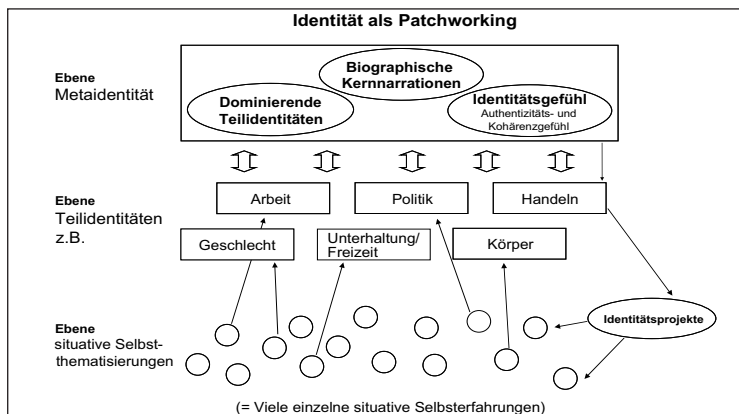 Identität als Patchworking
Ebene
Metaidentität
Biographische
Kernnarrationen
Dominierende
Teilidentitäten
Identitätsgefühl
Authentizitäts- und
Kohärenzgefühl
Ebene
Teilidentitäten
z.B.
Arbeit
Politik
Handeln
Geschlecht
Unterhaltung/
Freizeit
Körper
Ebene
situative Selbst-
thematisierungen
Identitätsprojekte
(= Viele einzelne situative Selbsterfahrungen)